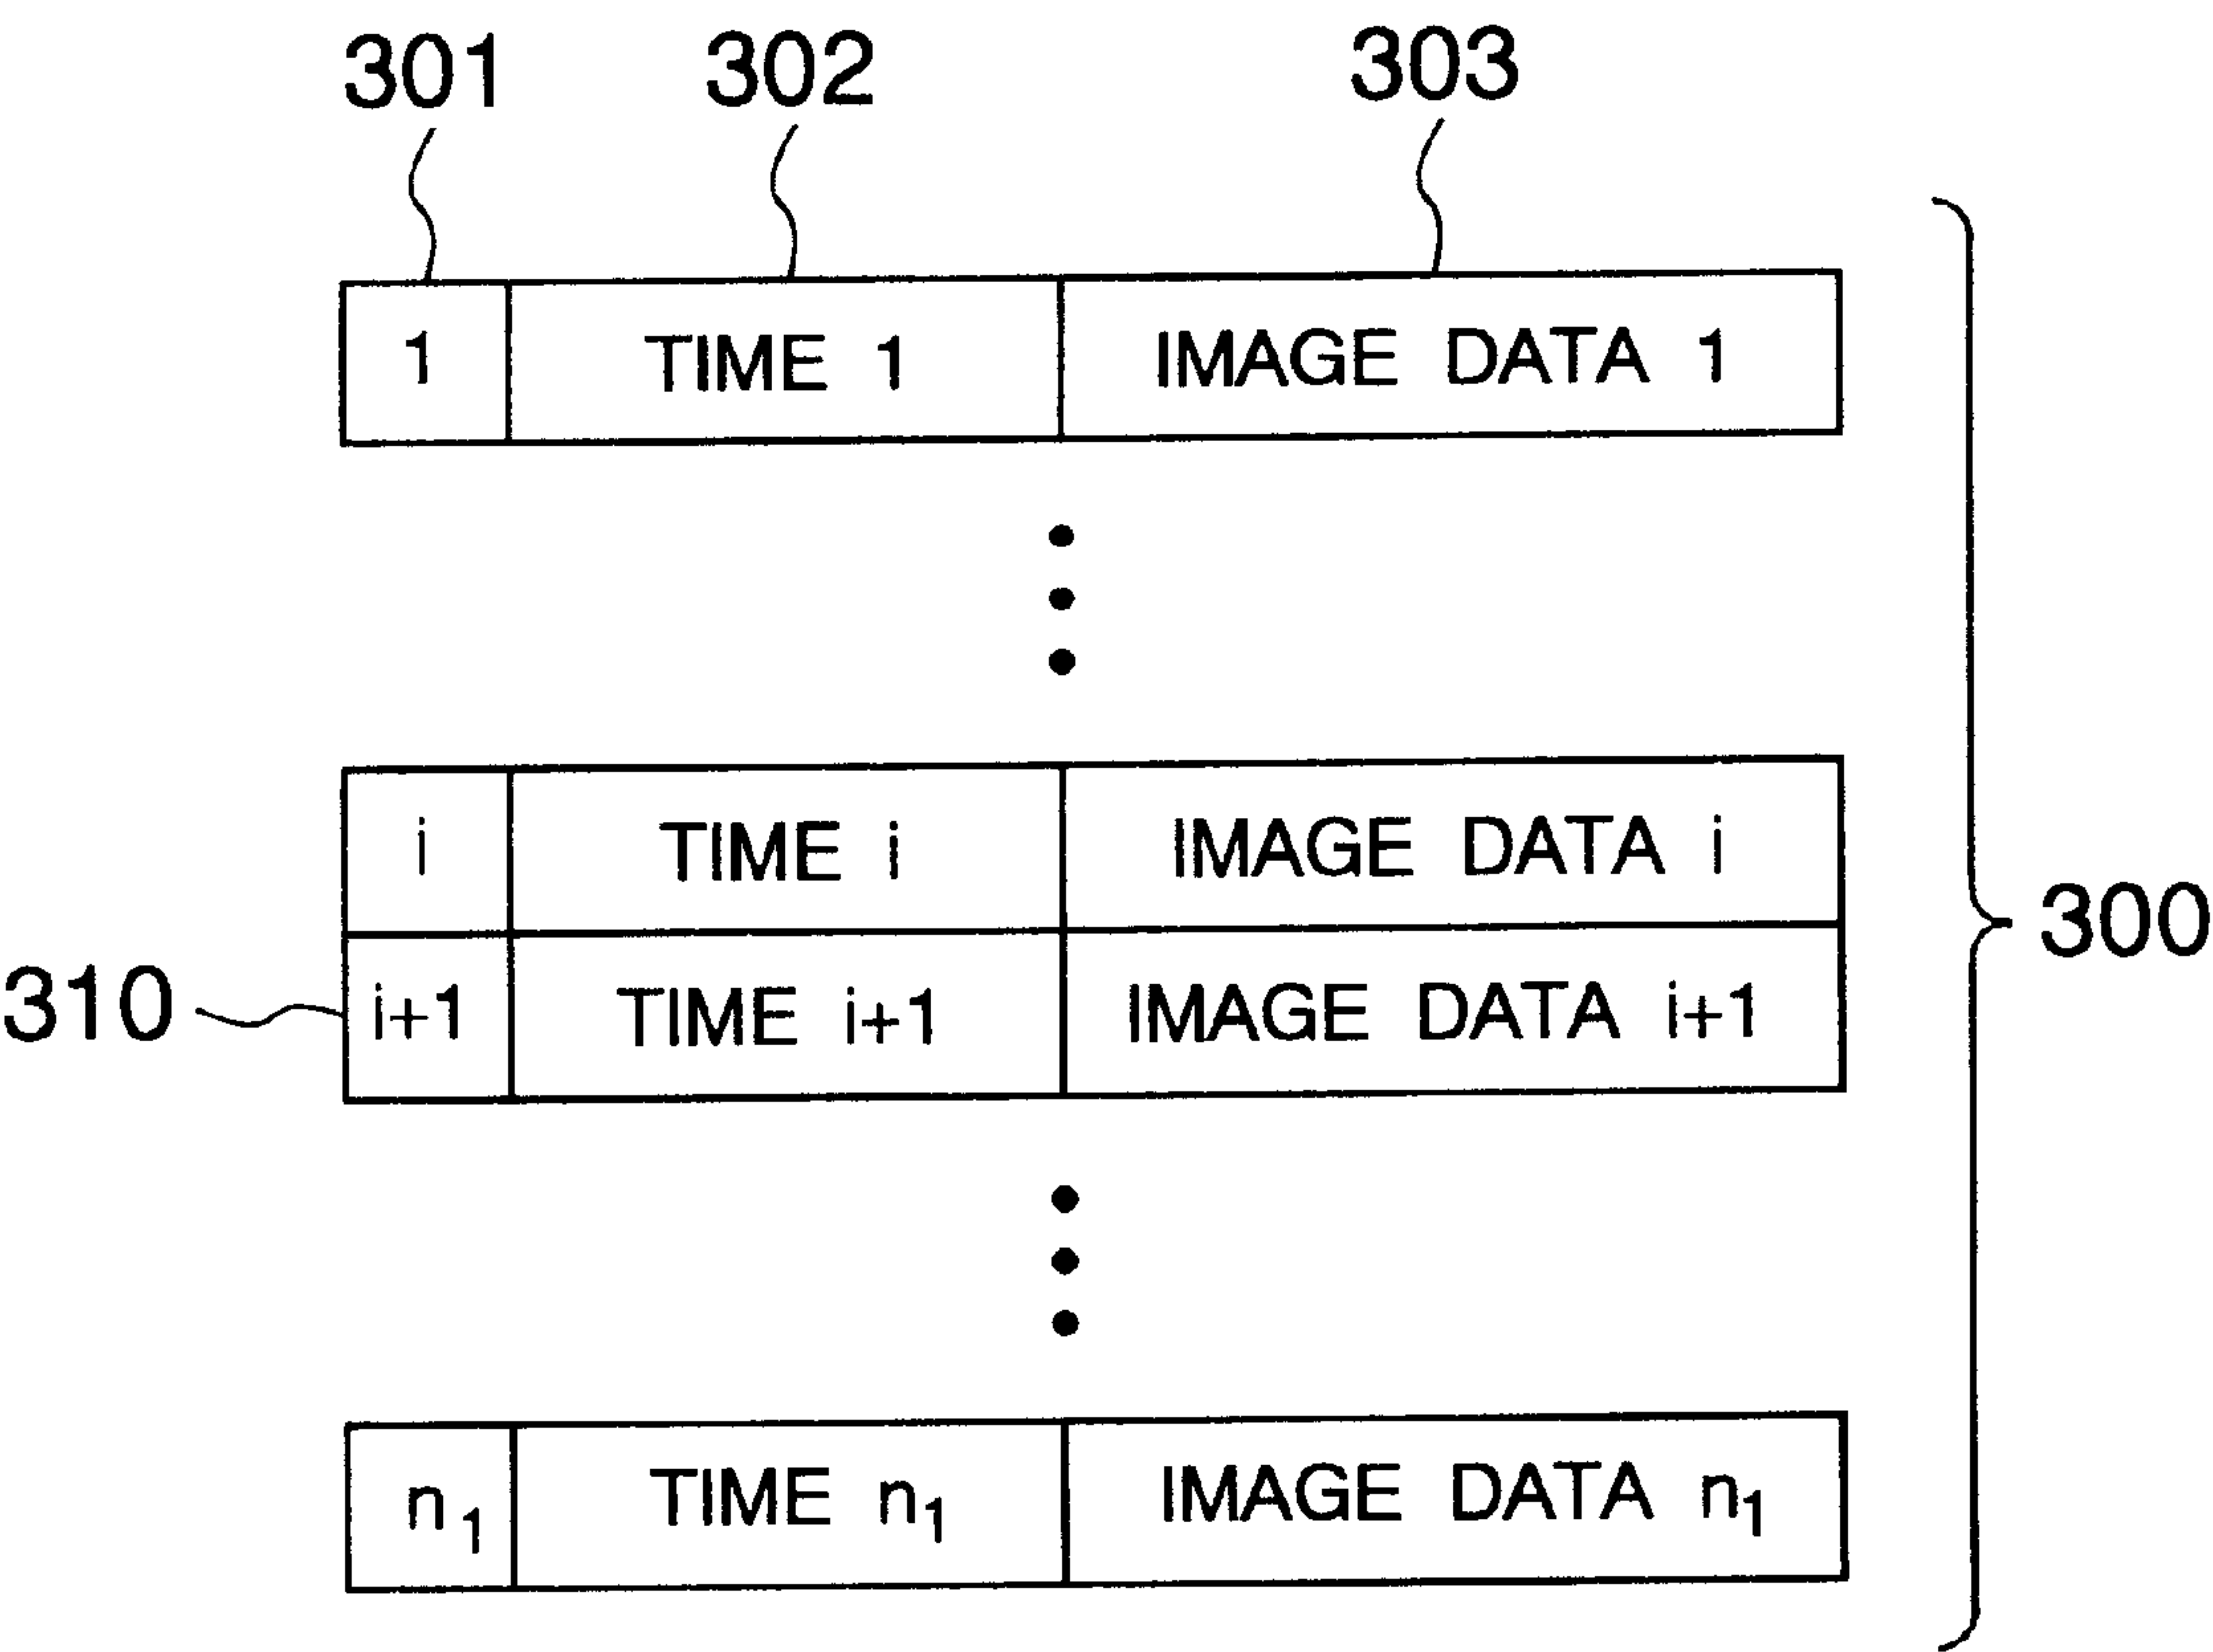 301 302 303
1 TIME 1 IMAGE DATA 1
i TIME i IMAGE DATA i
300
310 i+1 TIME i+1 IMAGE DATA i+1
n₁ TIME n₁ IMAGE DATA n₁